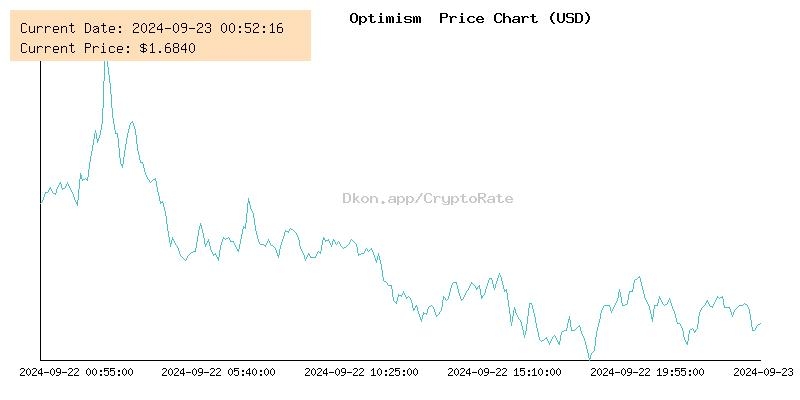 Optimism Price Chart (USD)
Current Date: 2024-09-23 00:52:16
Current Price: $1.6840
Dkon.app/CryptoRate
2024-09-22 00:55:00 2024-09-22 05:40:00 2024-09-22 10:25:00 2024-09-22 15:10:00 2024-09-22 19:55:00 2024-09-23